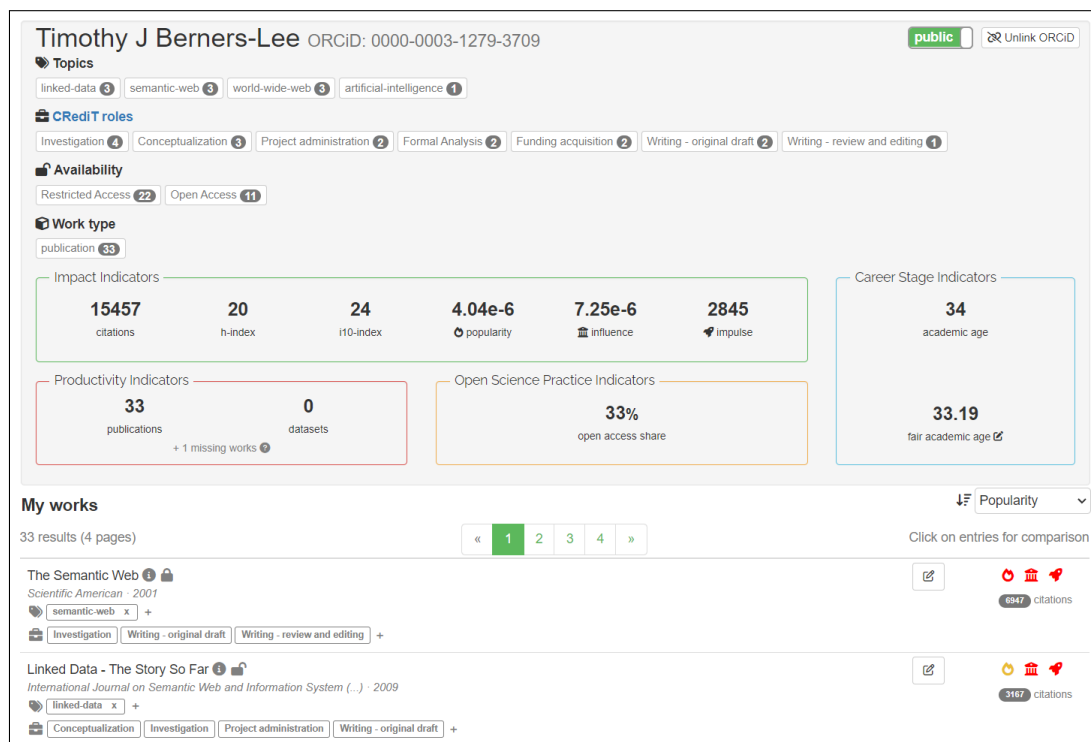 Timothy J Berners-Lee ORCiD: 0000-0003-1279-3709 public Unlink ORCiD
Topics
linked-data 3 semantic-web 3 world-wide-web 3 artificial-intelligence 1
CRediT roles
Investigation 4 Conceptualization 3 Project administration 2 Formal Analysis 2 Funding acquisition 2 Writing - original draft 2 Writing - review and editing 1
Availability
Restricted Access 22 Open Access 11
Work type
publication 33
Impact Indicators
15457 20 24 4.04e-6 7.25e-6 2845
citations h-index i10-index popularity influence impulse
Career Stage Indicators
34
academic age
33.19
fair academic age
Productivity Indicators
33 0
publications datasets
+ 1 missing works ?
Open Science Practice Indicators
33%
open access share
My works Popularity
33 results (4 pages) « 1 2 3 4 » Click on entries for comparison
The Semantic Web
Scientific American · 2001
6947 citations
semantic-web x +
Investigation Writing - original draft Writing - review and editing +
Linked Data - The Story So Far
International Journal on Semantic Web and Information System (...) · 2009
3167 citations
linked-data x +
Conceptualization Investigation Project administration Writing - original draft +